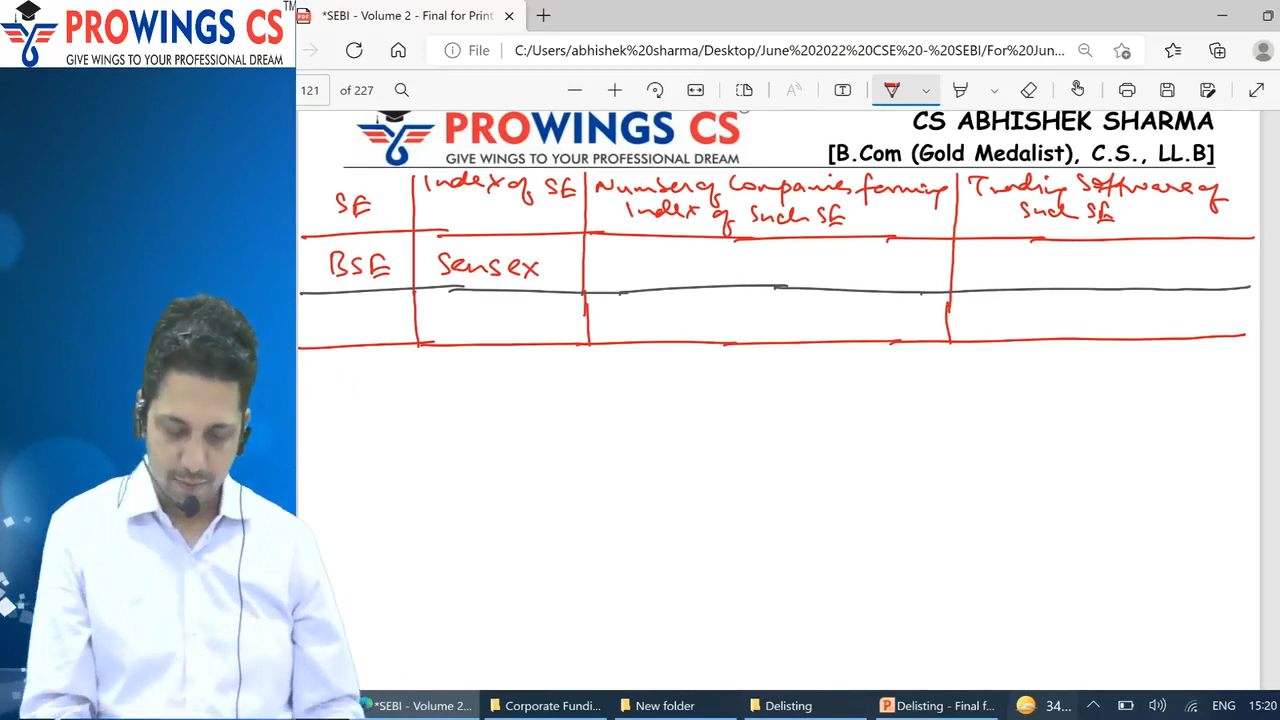 PROWINGS CS
TM
GIVE WINGS TO YOUR PROFESSIONAL DREAM
*SEBI - Volume 2 - Final for Print.
File
C:/Users/abhishek%20sharma/Desktop/June%202022%20CSE%20-%20SEBI/For%20Jun...
121 of 227
PROWINGS CS
GIVE WINGS TO YOUR PROFESSIONAL DREAM
CS ABHISHEK SHARMA
[B.Com (Gold Medalist), C.S., LL.B]
SE
Index of SE
Number of Companies forming
Index of Such SE
Trading Software of
Such SE
BSE
Sensex
*SEBI - Volume 2...
Corporate Fundi...
New folder
Delisting
Delisting - Final f...
34...
ENG
15:20